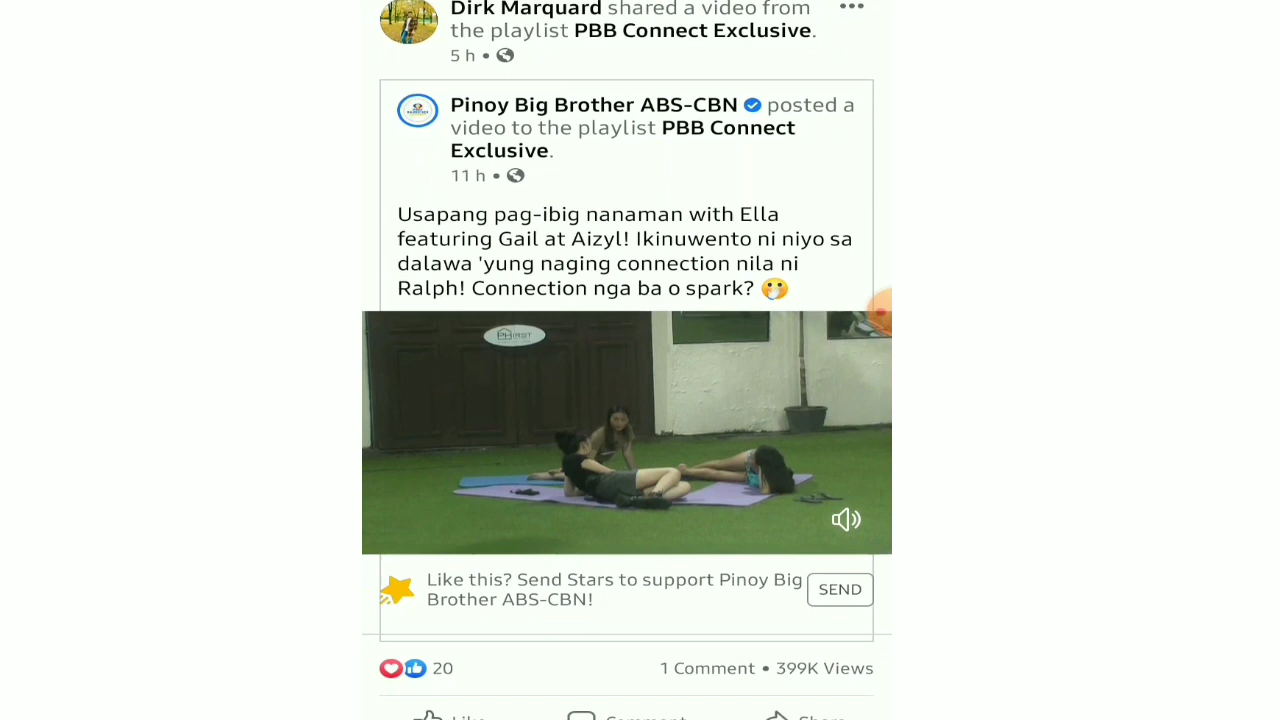 Dirk Marquard shared a video from
the playlist PBB Connect Exclusive.
5 h •
Pinoy Big Brother ABS-CBN posted a
video to the playlist PBB Connect
Exclusive.
11 h •
Usapang pag-ibig nanaman with Ella
featuring Gail at Aizyl! Ikinuwento ni niyo sa
dalawa 'yung naging connection nila ni
Ralph! Connection nga ba o spark?
PHIRST
Like this? Send Stars to support Pinoy Big
Brother ABS-CBN!
SEND
20
1 Comment • 399K Views
Like
Comment
Share